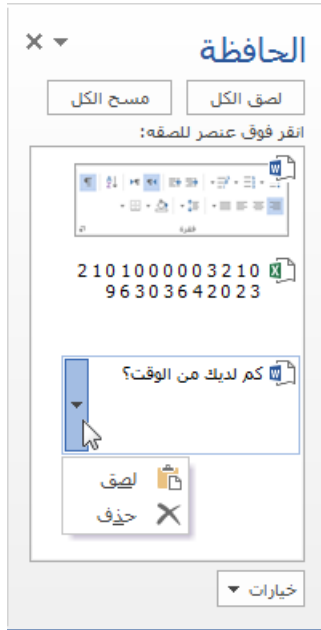 الحافظة
لصق الكل
مسح الكل
انقر فوق عنصر للصقه:
فقرة
2 1 0 1 0 0 0 0 0 3 2 1 0
9 6 3 0 3 6 4 2 0 2 3
كم لديك من الوقت؟
لصق
حذف
خيارات